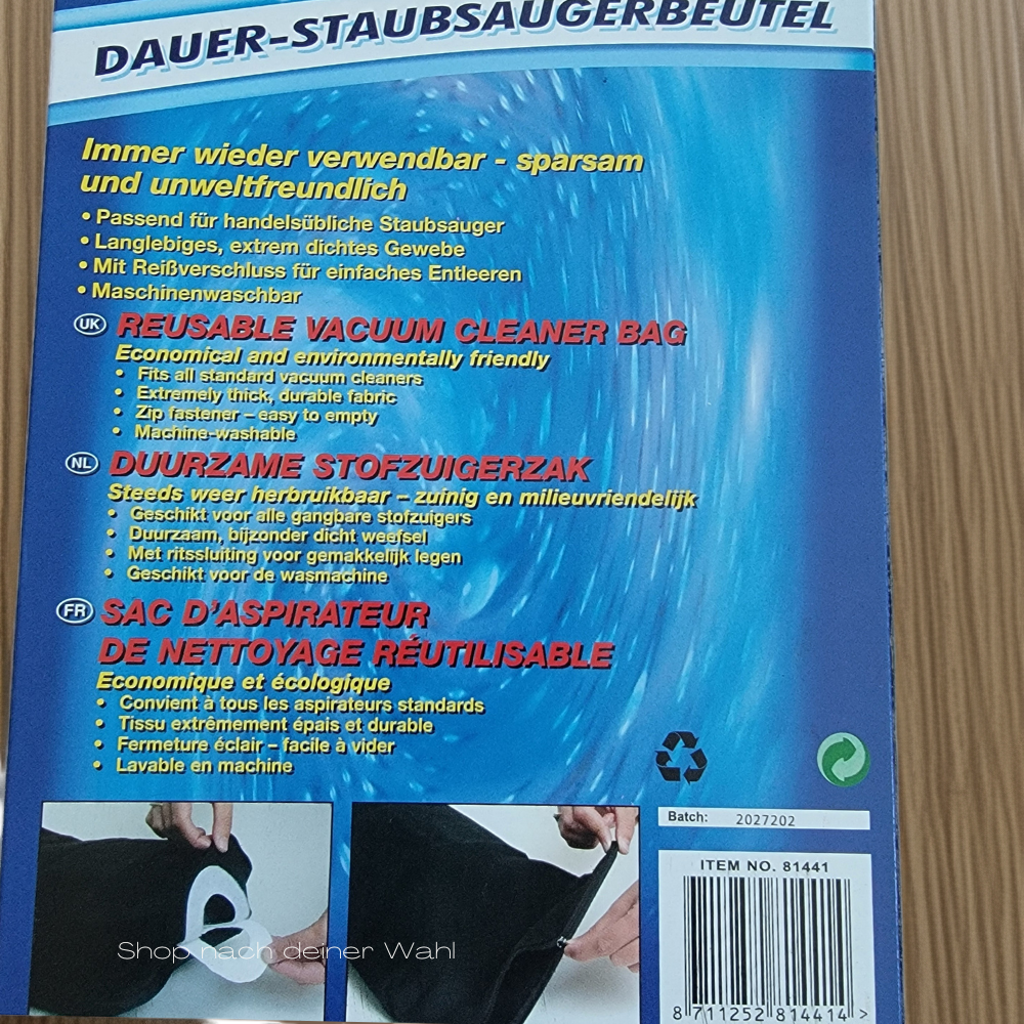 DAUER-STAUBSAUGERBEUTEL
Immer wieder verwendbar - sparsam
und unweltfreundlich
• Passend für handelsübliche Staubsauger
• Langlebiges, extrem dichtes Gewebe
• Mit Reißverschluss für einfaches Entleeren
• Maschinenwaschbar
UK REUSABLE VACUUM CLEANER BAG
Economical and environmentally friendly
• Fits all standard vacuum cleaners
• Extremely thick, durable fabric
• Zip fastener – easy to empty
• Machine-washable
NL DUURZAME STOFZUIGERZAK
Steeds weer herbruikbaar – zuinig en milieuvriendelijk
• Geschikt voor alle gangbare stofzuigers
• Duurzaam, bijzonder dicht weefsel
• Met ritssluiting voor gemakkelijk legen
• Geschikt voor de wasmachine
FR SAC D'ASPIRATEUR
DE NETTOYAGE RÉUTILISABLE
Economique et écologique
• Convient à tous les aspirateurs standards
• Tissu extrêmement épais et durable
• Fermeture éclair – facile à vider
• Lavable en machine
Batch: 2027202
ITEM NO. 81441
8 711252 814414 >
Shop nach deiner Wahl